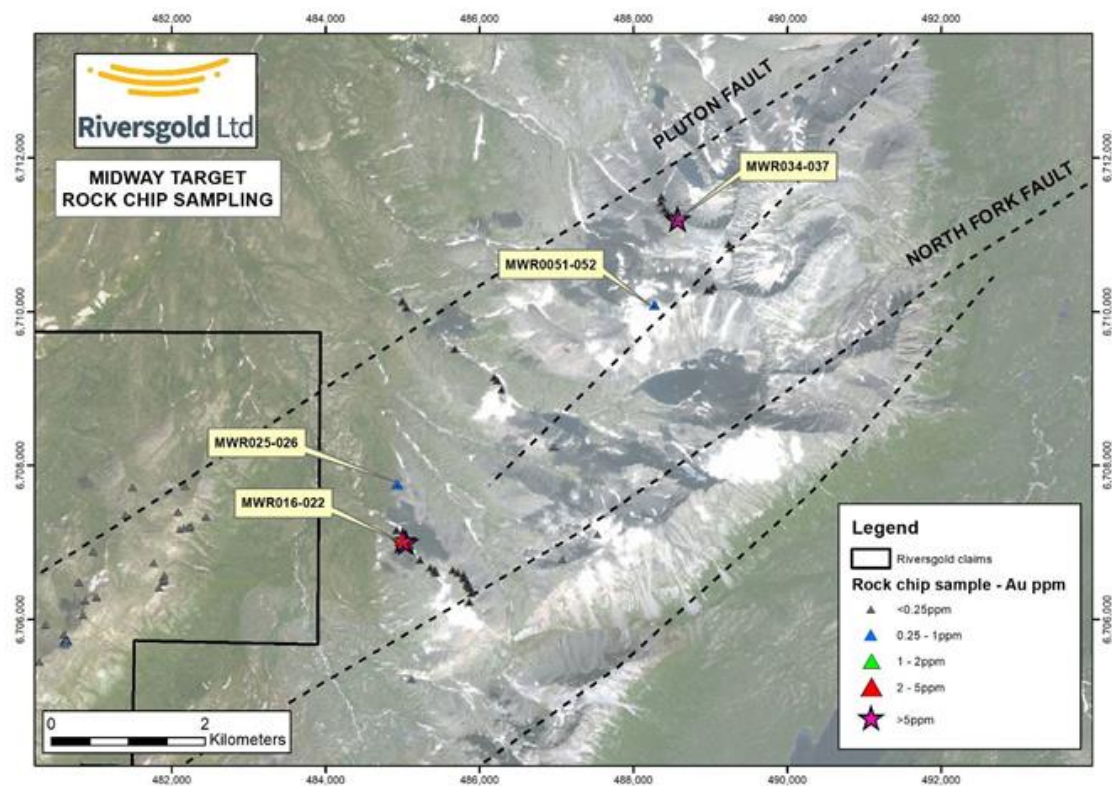 482,000 484,000 486,000 488,000 490,000 492,000
Riversgold Ltd
MIDWAY TARGET
ROCK CHIP SAMPLING
PLUTON FAULT
NORTH FORK FAULT
MWR034-037
MWR0051-052
MWR025-026
MWR016-022
6,712,000
6,710,000
6,708,000
6,706,000
6,712,000
6,710,000
6,708,000
6,706,000
Legend
Riversgold claims
Rock chip sample - Au ppm
<0.25ppm
0.25 - 1ppm
1 - 2ppm
2 - 5ppm
>5ppm
0 2
Kilometers
482,000 484,000 486,000 488,000 490,000 492,000